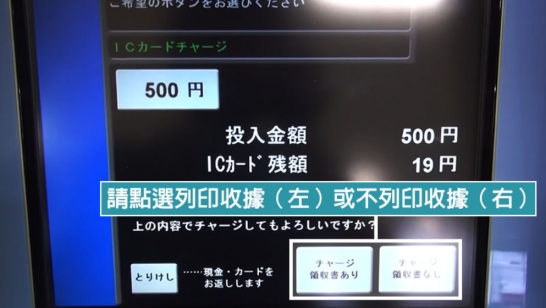 ご希望のボタンをお選びください
ICカードチャージ
500 円
投入金額 500 円
ICカード残額 19 円
請點選列印收據（左）或不列印收據（右）
上の内容でチャージしてもよろしいですか?
とりけし ……現金・カードを
お返しします
チャージ
領収書あり
チャージ
領収書なし